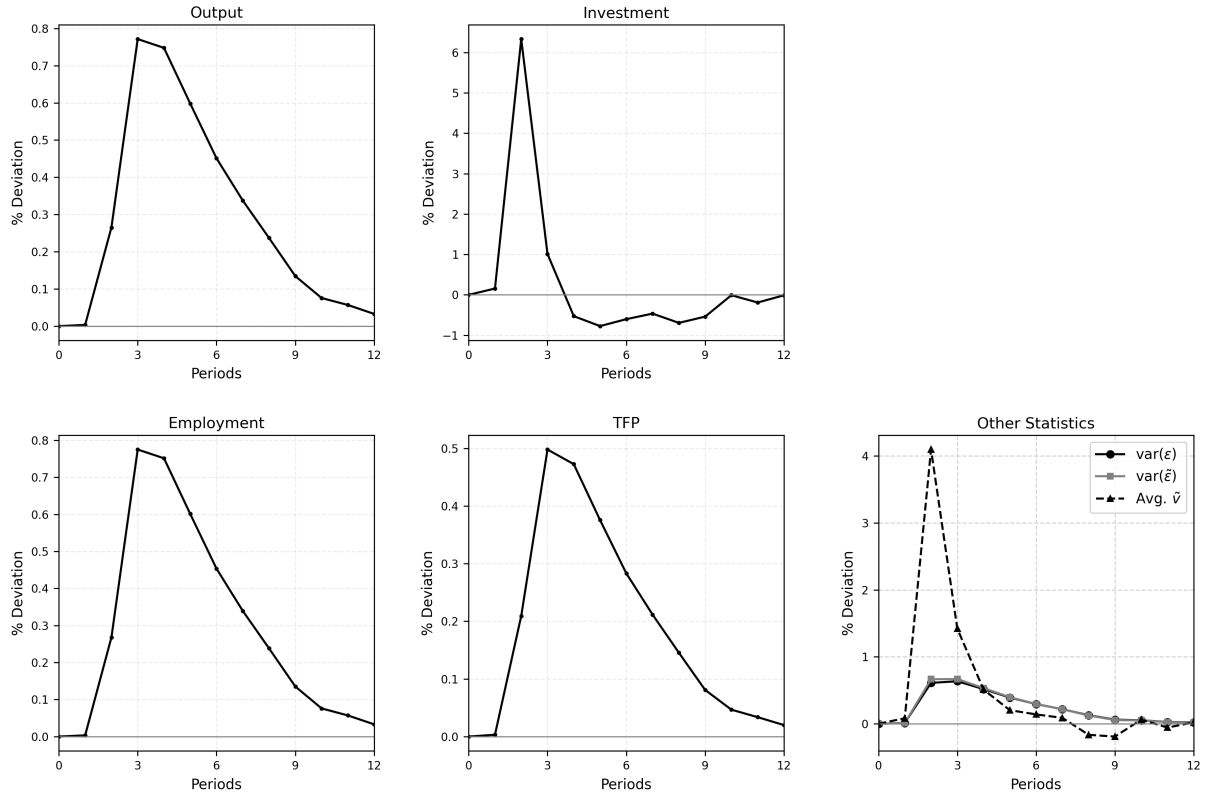 Output
% Deviation
0.8
0.7
0.6
0.5
0.4
0.3
0.2
0.1
0.0
0 3 6 9 12
Periods
Investment
% Deviation
6
5
4
3
2
1
0
−1
0 3 6 9 12
Periods
Employment
% Deviation
0.8
0.7
0.6
0.5
0.4
0.3
0.2
0.1
0.0
0 3 6 9 12
Periods
TFP
% Deviation
0.5
0.4
0.3
0.2
0.1
0.0
0 3 6 9 12
Periods
Other Statistics
% Deviation
4
3
2
1
0
var(ε)
var(ε̃)
Avg. ṽ
0 3 6 9 12
Periods